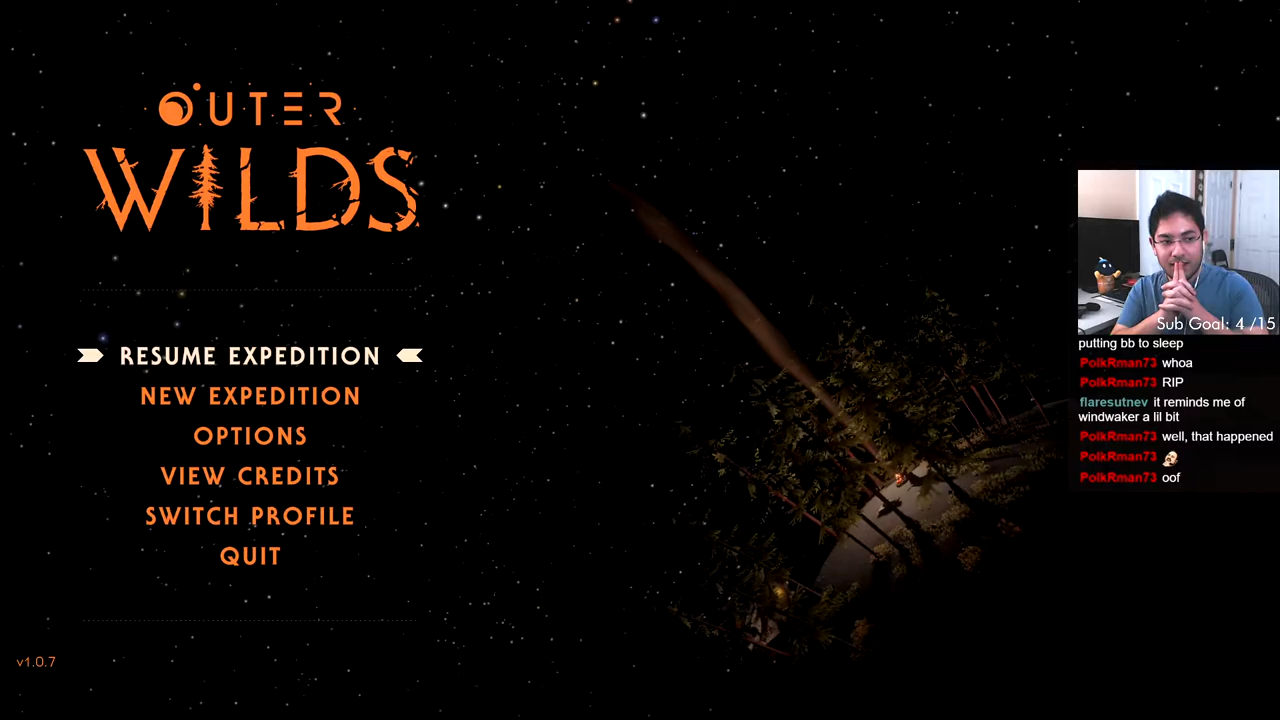 OUTER
WILDS
RESUME EXPEDITION
NEW EXPEDITION
OPTIONS
VIEW CREDITS
SWITCH PROFILE
QUIT
v1.0.7
Sub Goal: 4 /15
putting bb to sleep
PolkRman73 whoa
PolkRman73 RIP
flaresutnev it reminds me of
windwaker a lil bit
PolkRman73 well, that happened
PolkRman73
PolkRman73 oof